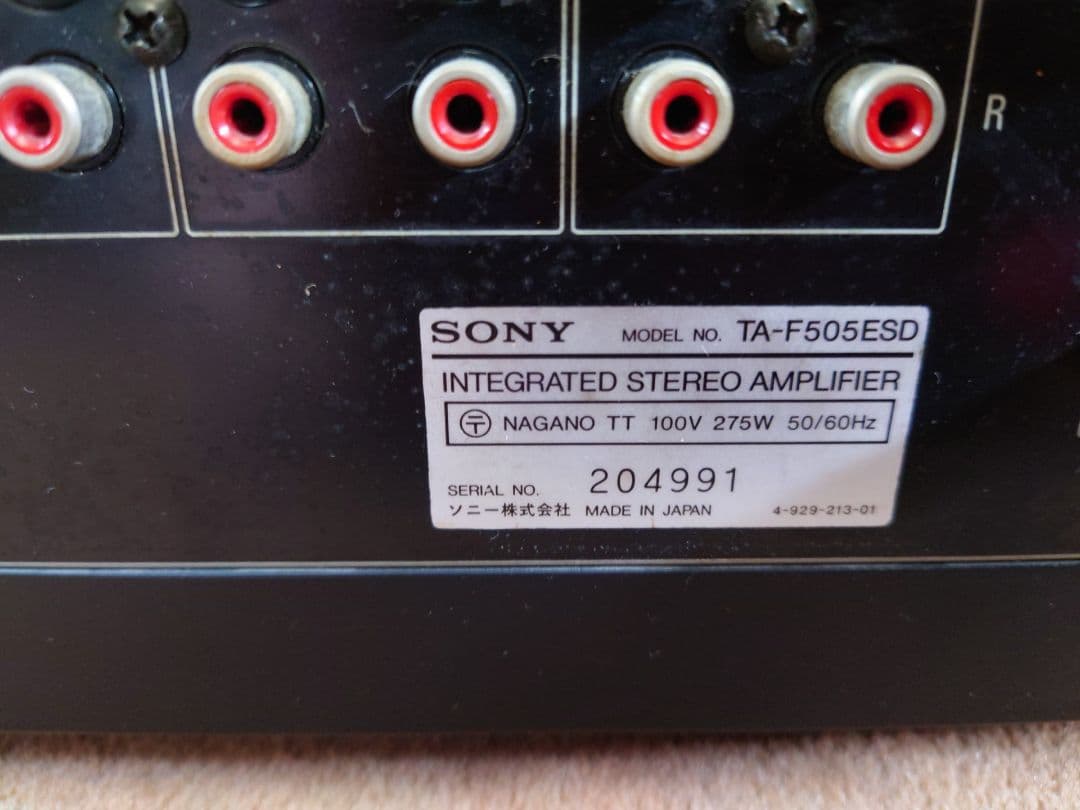 R
SONY MODEL NO. TA-F505ESD
INTEGRATED STEREO AMPLIFIER
〒 NAGANO TT 100V 275W 50/60Hz
SERIAL NO. 204991
ソニー株式会社 MADE IN JAPAN 4-929-213-01